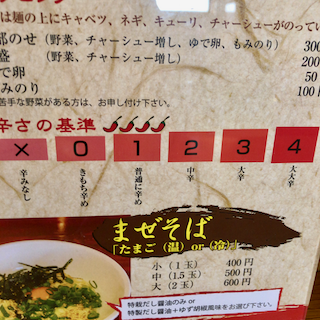 は麺の上にキャベツ、ネギ、キューリ、チャーシューがのってい
部のせ（野菜、チャーシュー増し、ゆで卵、もみのり） 300
盛 （野菜、チャーシュー増し） 200
で卵 50
みのり 100
苦手な野菜がある方は、お申し付け下さい。
辛さの基準
× 0 1 2 3 4
辛みなし きもち辛め 普通に辛め 中辛 大辛 大大辛
まぜそば
「たまご（温）or（冷）」
小（1玉） 400円
中（1.5玉） 500円
大（2玉） 600円
特製だし醤油のみ or
特製だし醤油＋ゆず胡椒風味をお選び下さい。